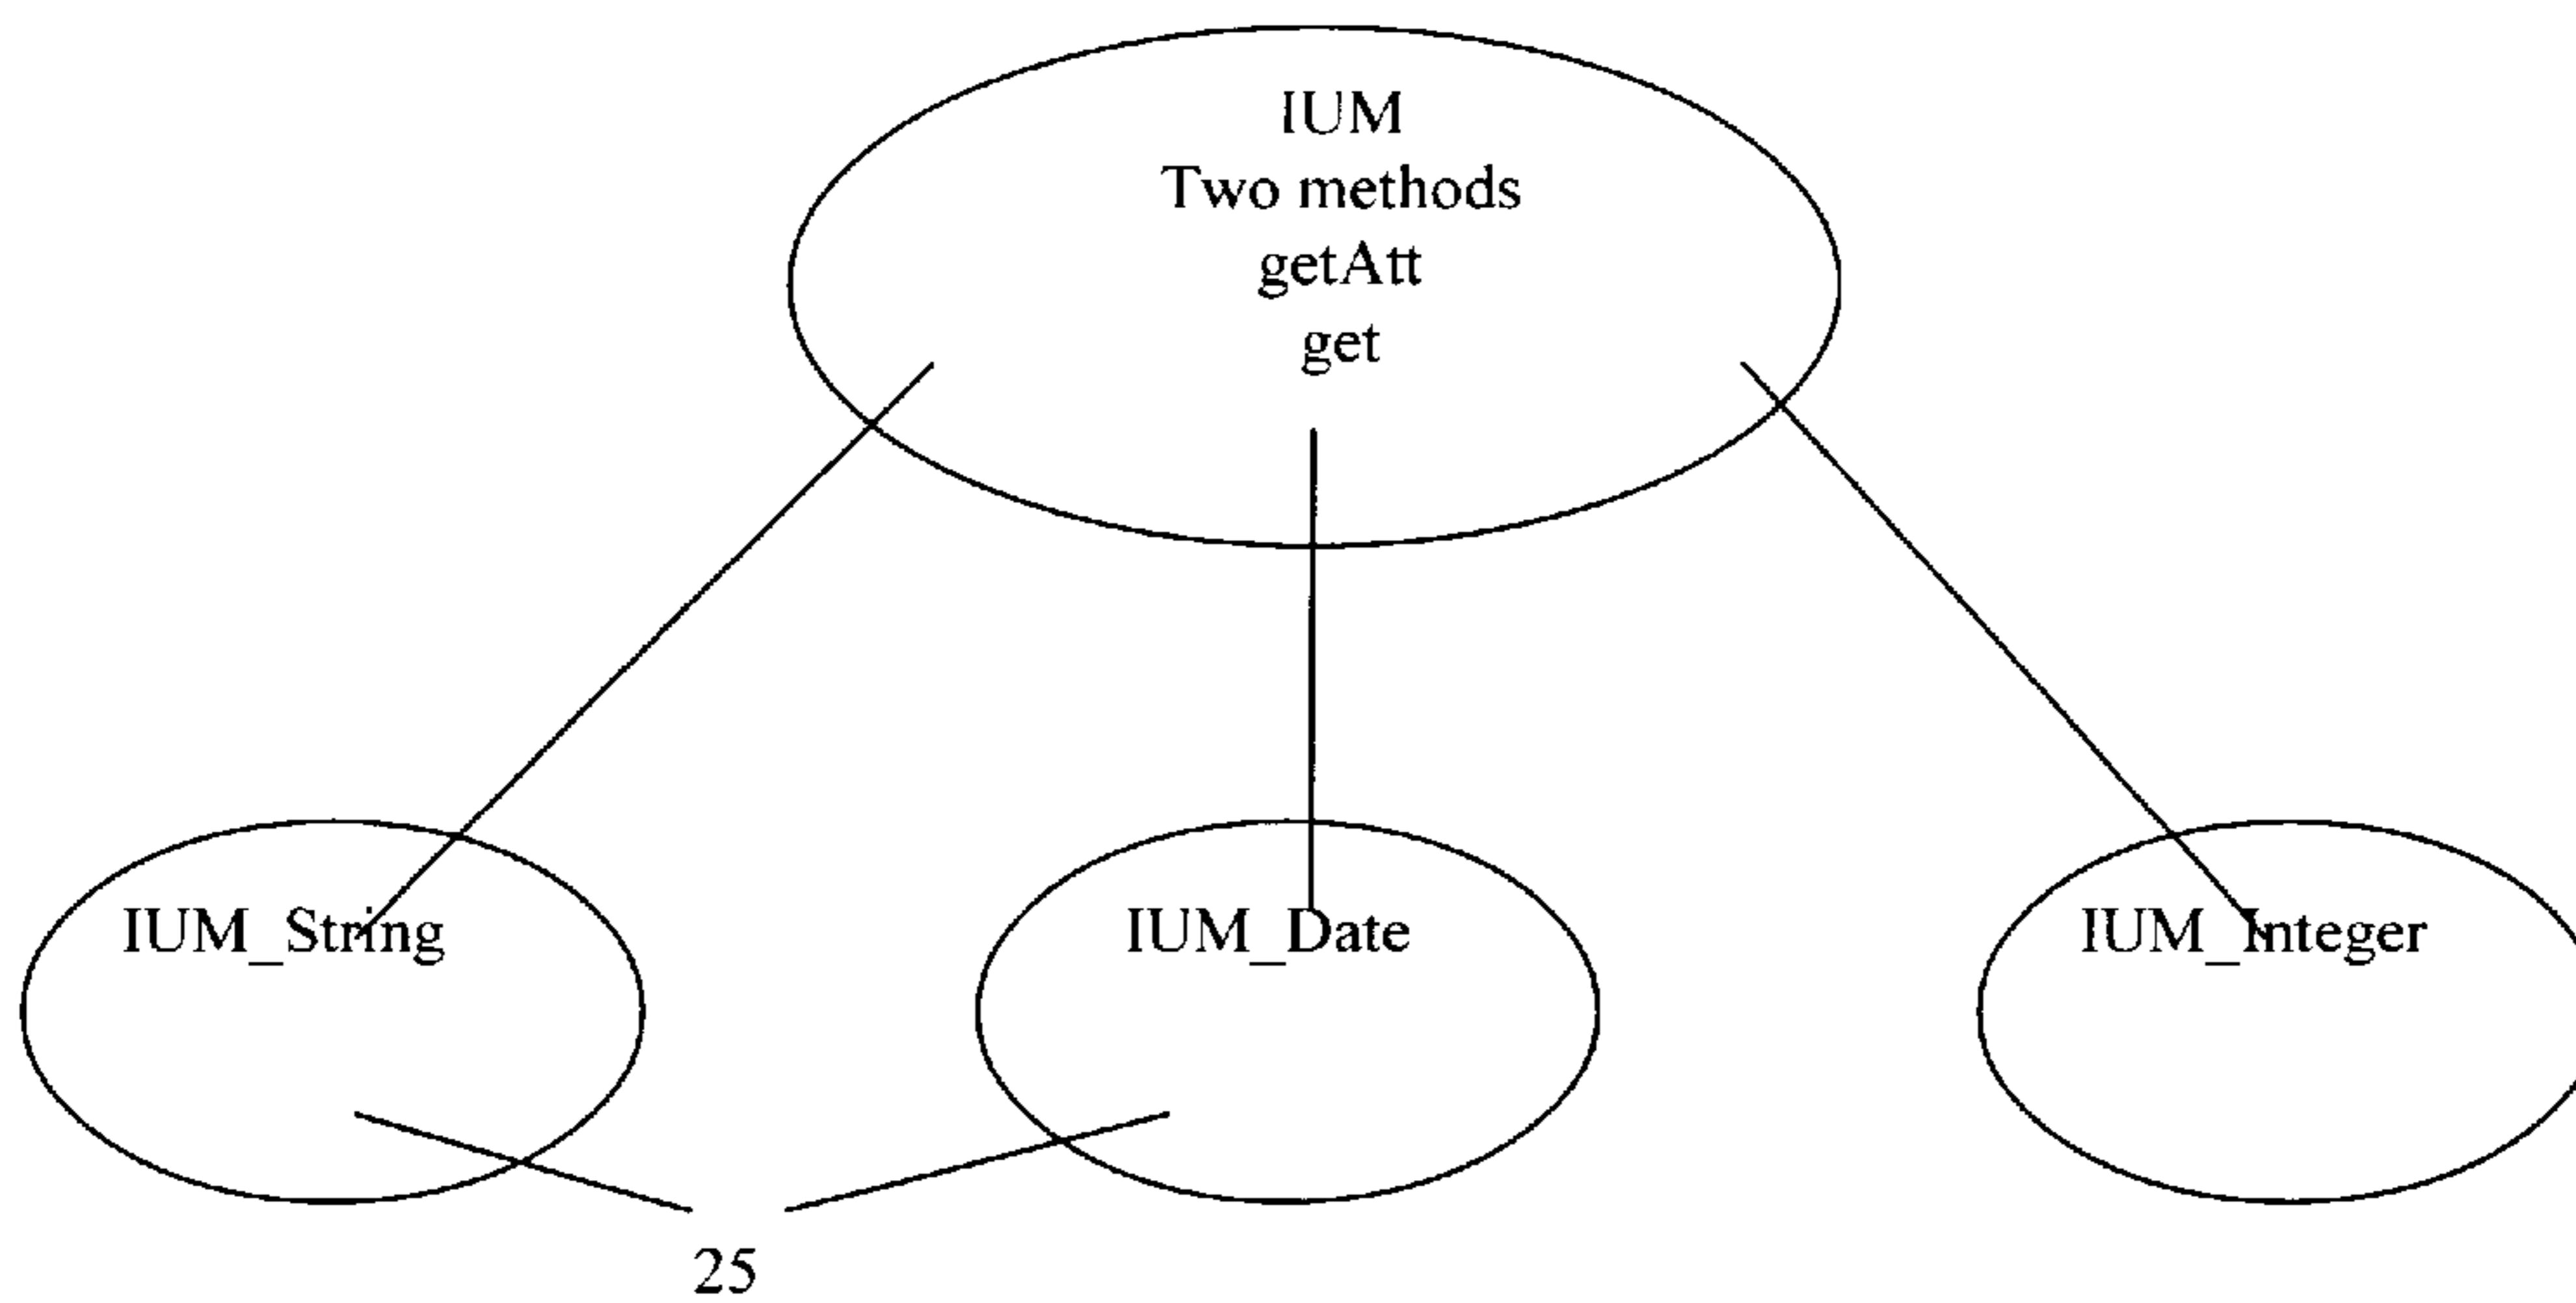 IUM
Two methods
getAtt
get
IUM_String
IUM_Date
IUM_Integer
25